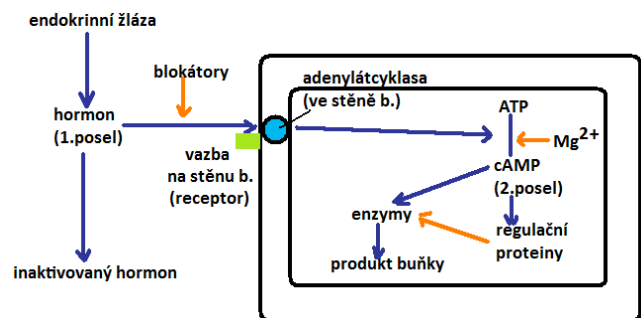 endokrinní žláza
blokátory
hormon
(1.posel)
adenylátcyklasa
(ve stěně b.)
vazba
na stěnu b.
(receptor)
inaktivovaný hormon
ATP
Mg2+
cAMP
(2.posel)
enzymy
regulační
proteiny
produkt buňky